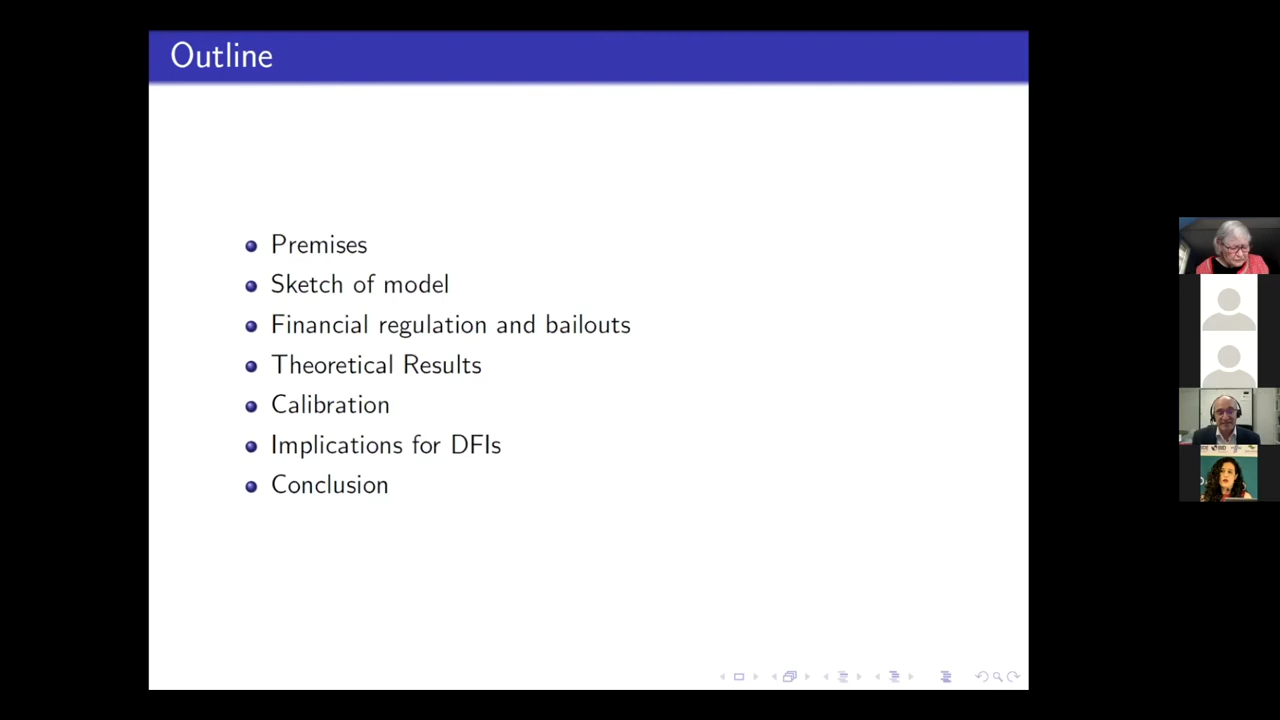 Outline
Premises
Sketch of model
Financial regulation and bailouts
Theoretical Results
Calibration
Implications for DFIs
Conclusion